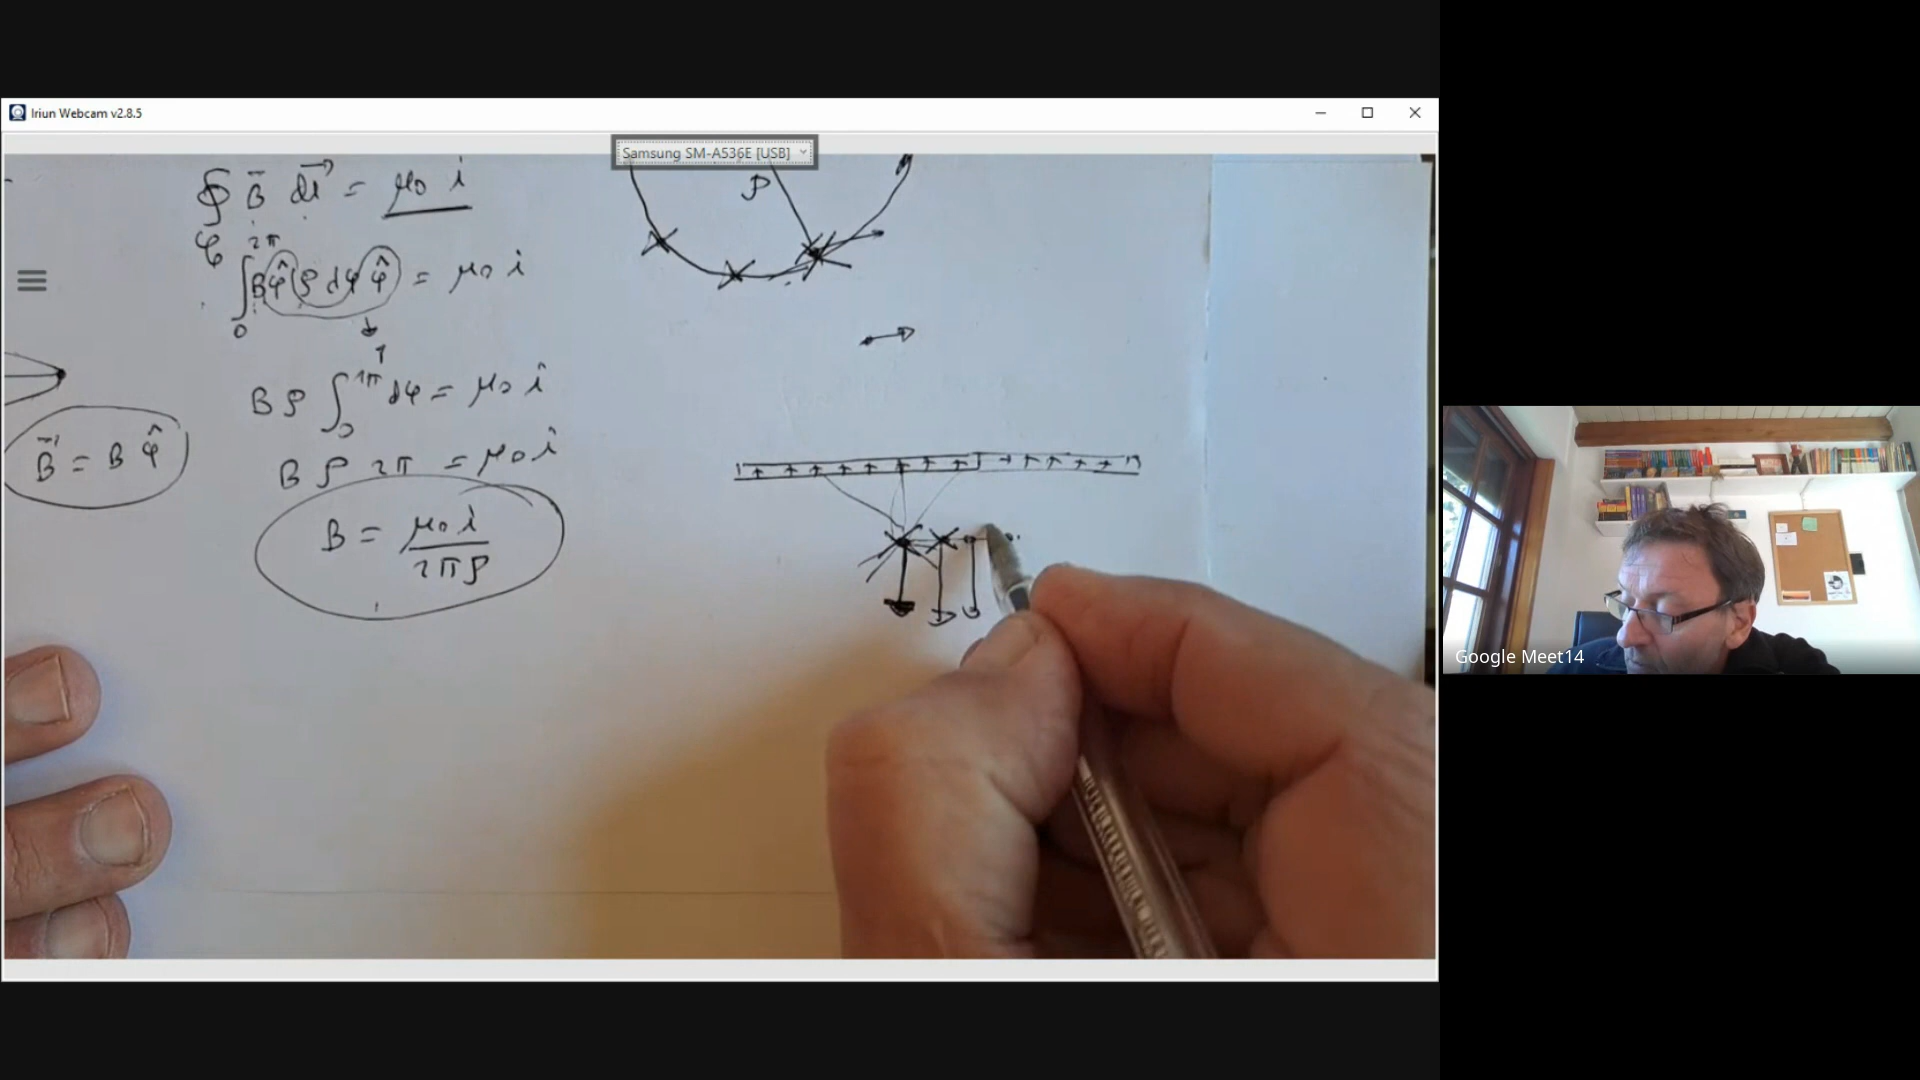 Iriun Webcam v2.8.5
Samsung SM-A536E [USB]
∮ B̄ dl⃗ = μ₀ i
φ 2π
∫ B φ̂ (ρ dφ φ̂) = μ₀ i
0
1
B ρ ∫ 2π dφ = μ₀ i
0
B⃗ = B φ̂
B ρ 2π = μ₀ i
B = μ₀ i / 2πρ
ρ
Google Meet14